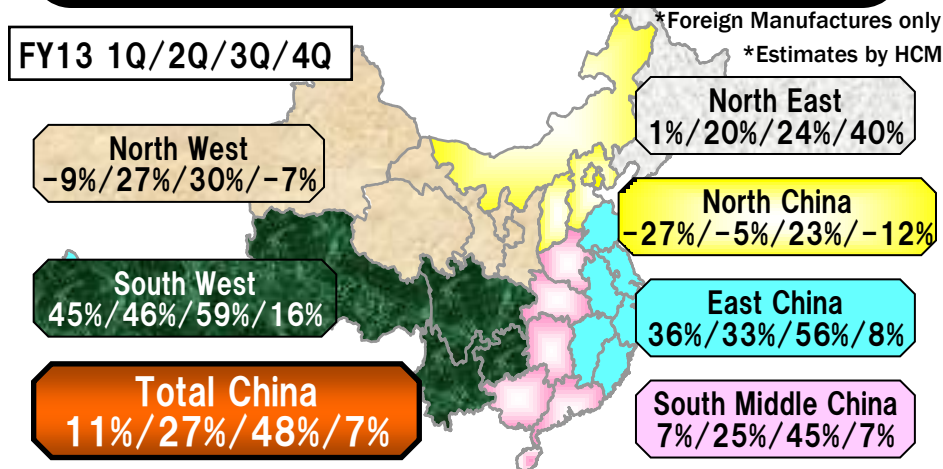 *Foreign Manufactures only
*Estimates by HCM
FY13 1Q/2Q/3Q/4Q
North East
1%/20%/24%/40%
North West
-9%/27%/30%/-7%
North China
-27%/-5%/23%/-12%
South West
45%/46%/59%/16%
East China
36%/33%/56%/8%
Total China
11%/27%/48%/7%
South Middle China
7%/25%/45%/7%